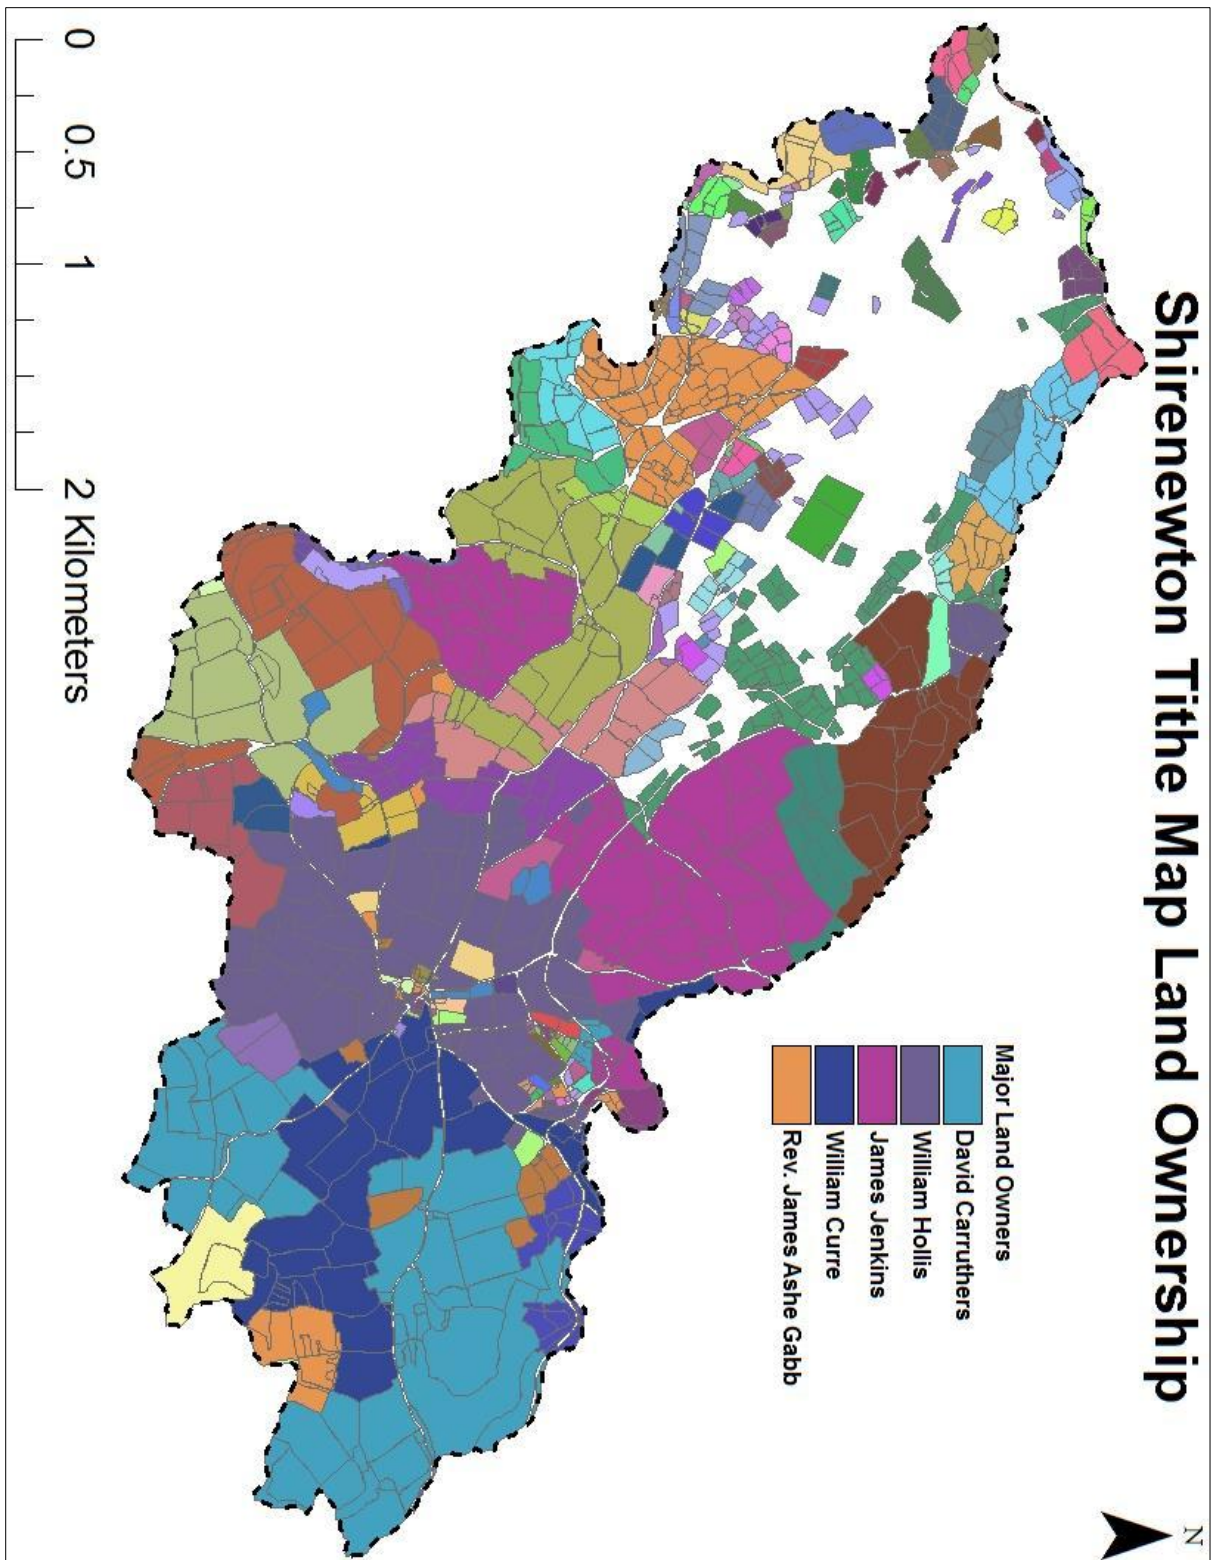 Shirenewton Tithe Map Land Ownership
N
Major Land Owners
David Carruthers
William Hollis
James Jenkins
William Curre
Rev. James Ashe Gabb
0 0.5 1 2 Kilometers